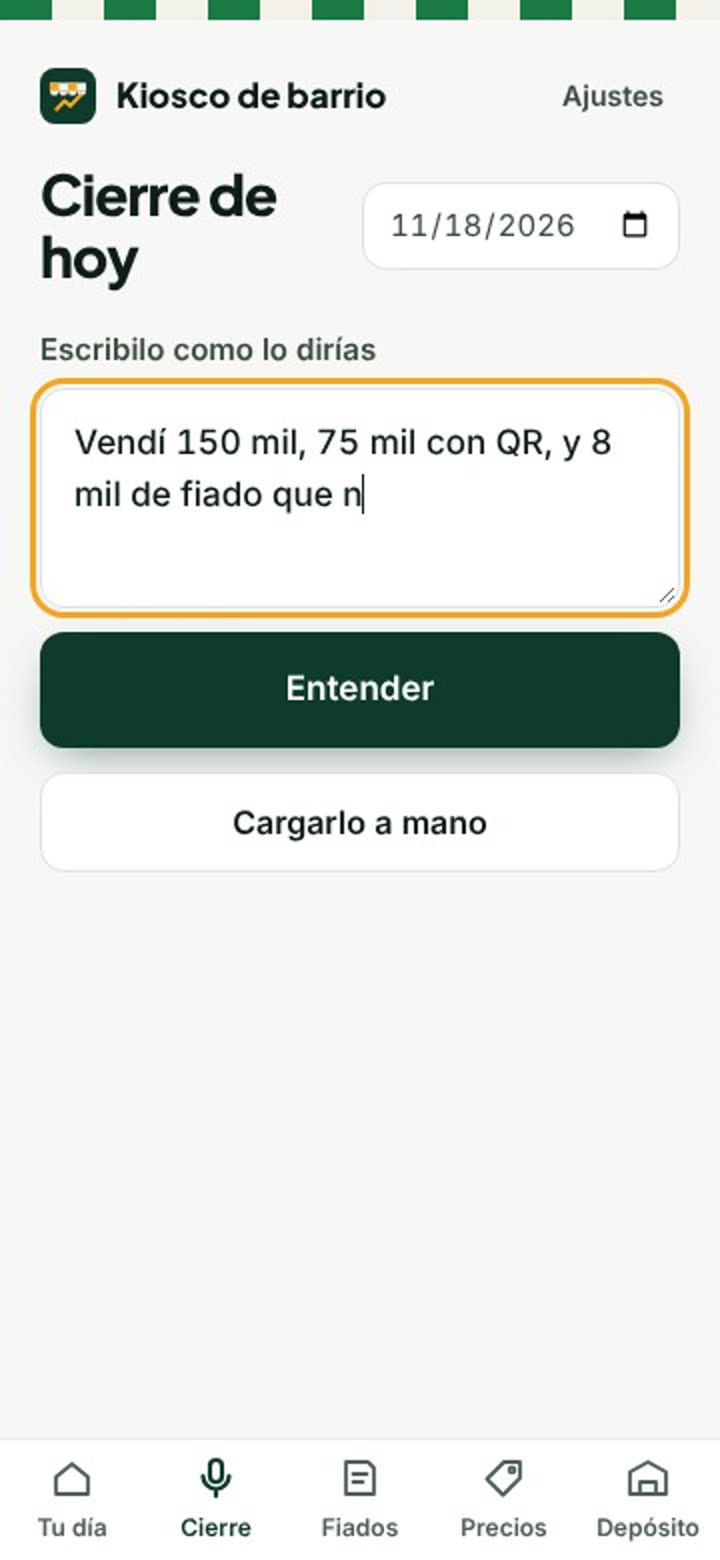 Kiosco de barrio
Ajustes
Cierre de
hoy
11/18/2026
Escribilo como lo dirías
Vendí 150 mil, 75 mil con QR, y 8
mil de fiado que n
Entender
Cargarlo a mano
Tu día
Cierre
Fiados
Precios
Depósito